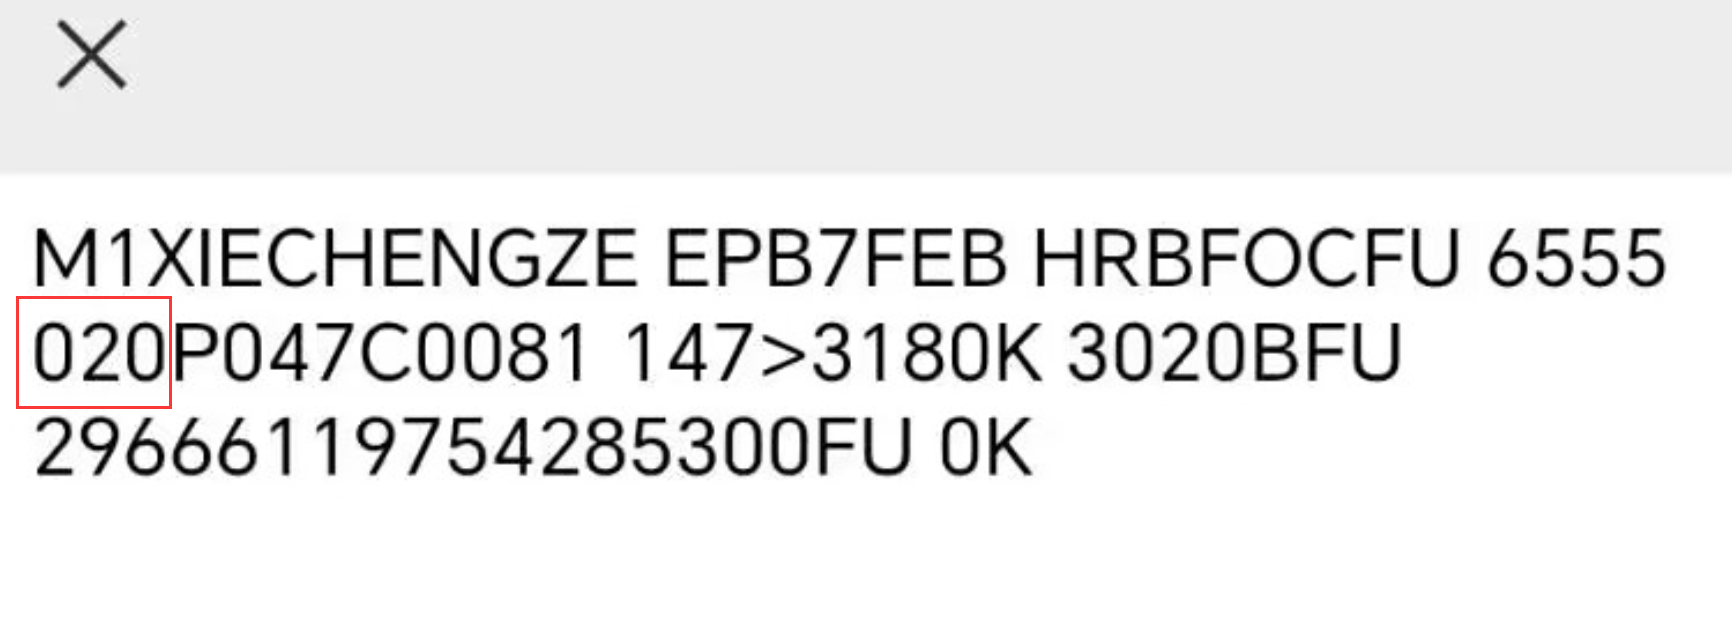 M1XIECHENGZE EPB7FEB HRBFOCFU 6555
020P047C0081 147>3180K 3020BFU
29666119754285300FU 0K